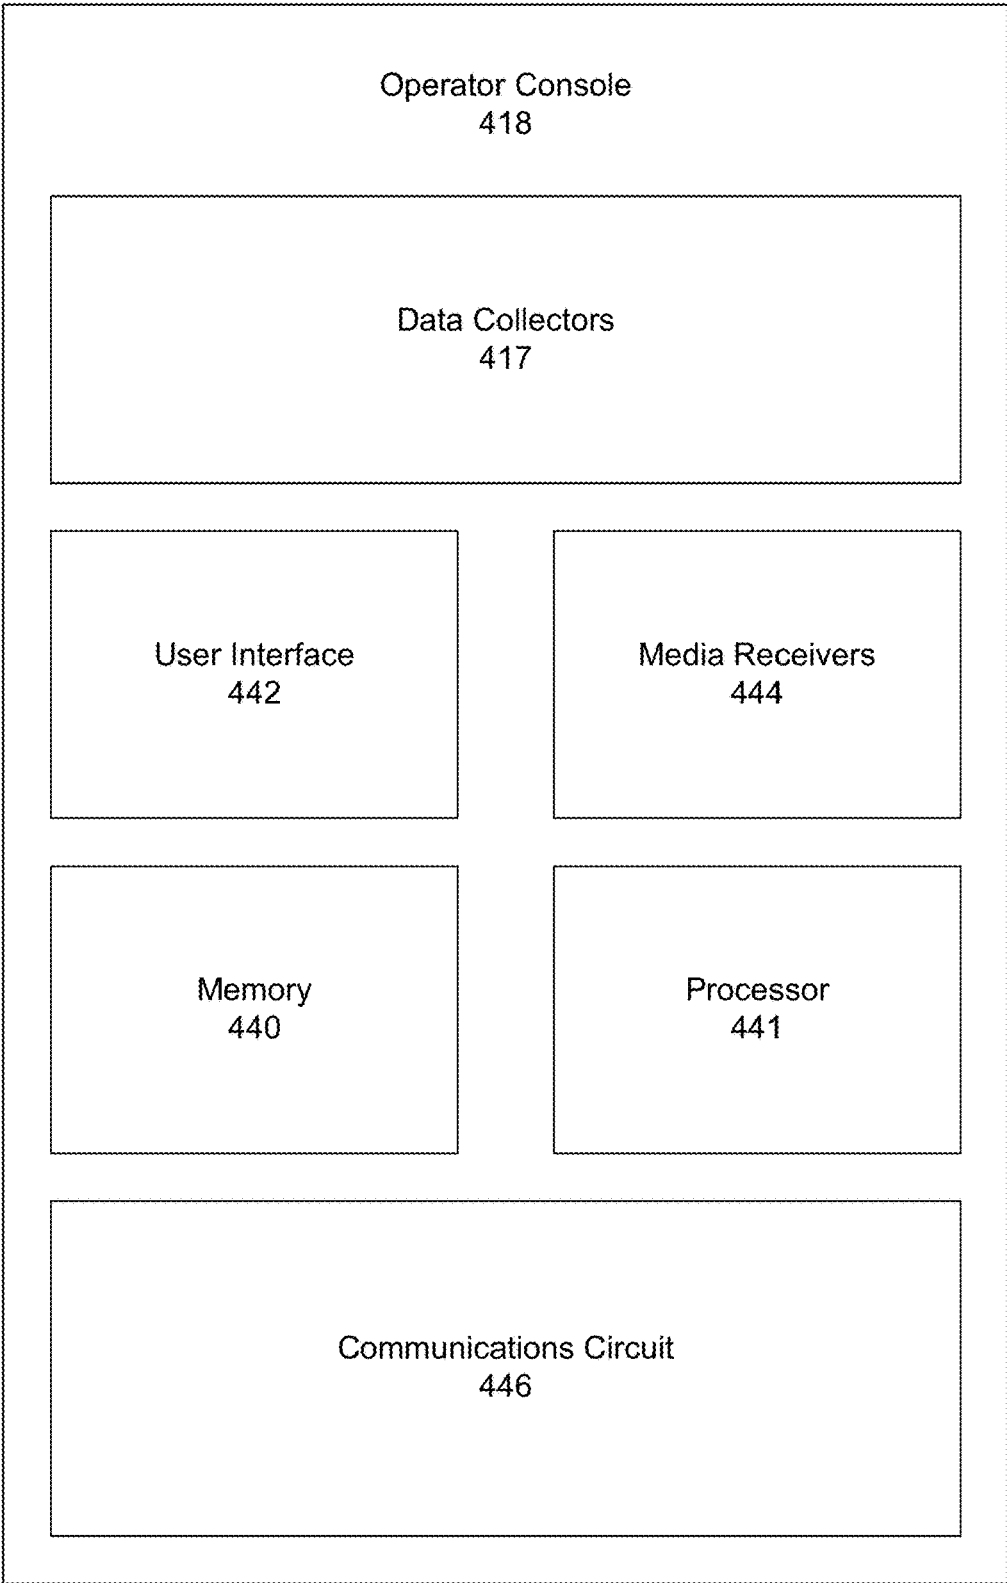 Operator Console
418
Data Collectors
417
User Interface
442
Media Receivers
444
Memory
440
Processor
441
Communications Circuit
446